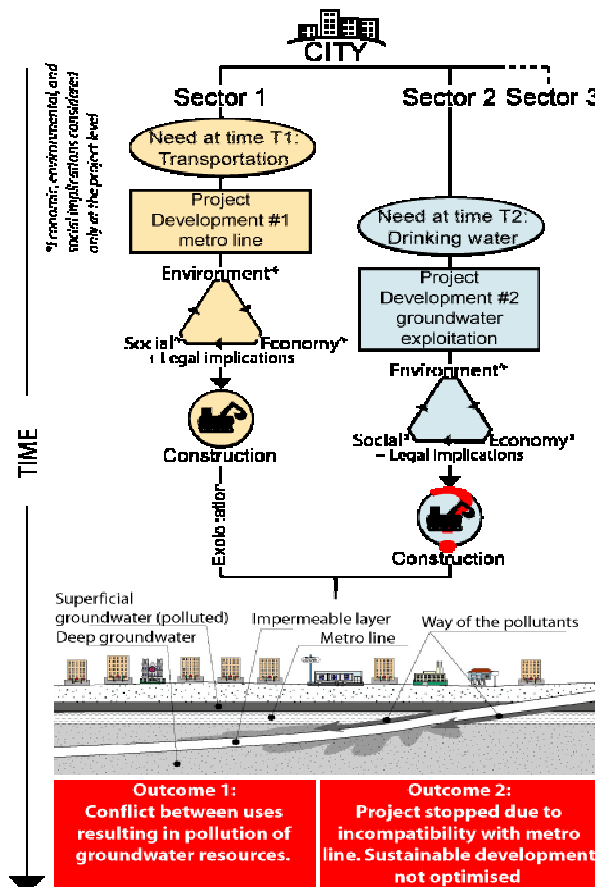 CITY
Sector 1
Sector 2
Sector 3
*Economic, environmental, and
social implications considered
only at the project level
TIME
Need at time T1:
Transportation
Project
Development #1
metro line
Environment*
Social*
Economy*
+ Legal implications
Construction
Exploitation
Need at time T2:
Drinking water
Project
Development #2
groundwater
exploitation
Environment*
Social*
Economy*
+ Legal Implications
Construction
Superficial
groundwater (polluted)
Deep groundwater
Impermeable layer
Metro line
Way of the pollutants
Outcome 1:
Conflict between uses
resulting in pollution of
groundwater resources.
Outcome 2:
Project stopped due to
incompatibility with metro
line. Sustainable development
not optimised